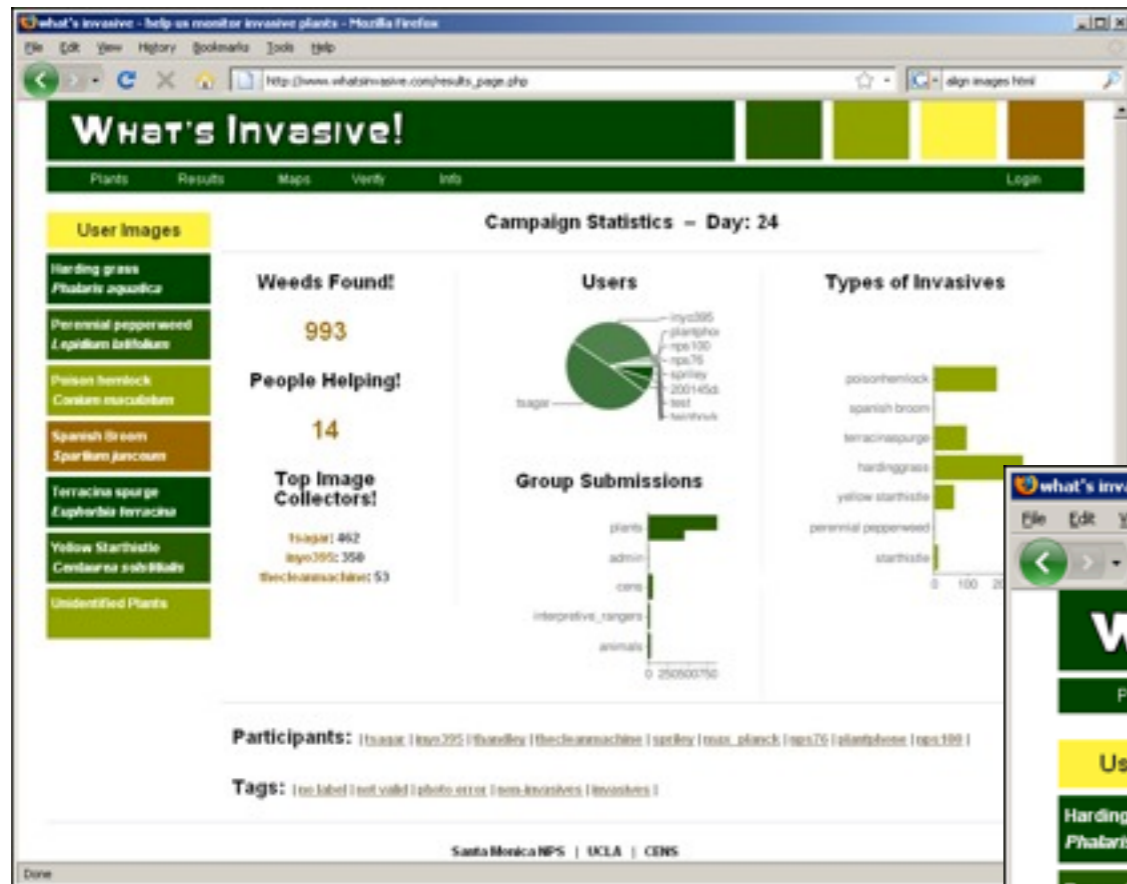 what's invasive - help us monitor invasive plants - Mozilla Firefox
File Edit View History Bookmarks Tools Help
http://www.whatsinvasive.com/results_page.php
align images html
What's Invasive!
Plants Results Maps Verify Info Login
User Images
Harding grass
Phalaris aquatica
Perennial pepperweed
Lepidium latifolium
Poison hemlock
Conium maculatum
Spanish Broom
Spartium junceum
Terracina spurge
Euphorbia terracina
Yellow Starthistle
Centaurea solstitialis
Unidentified Plants
Campaign Statistics – Day: 24
Weeds Found!
993
People Helping!
14
Top Image
Collectors!
tsagar: 462
inyo395: 350
thecleanmachine: 53
Users
inyo395
plantphor
nps100
nps76
spriley
200145d
test
tsagar
Group Submissions
plants
admin
cens
interpretive_rangers
animals
0 250500750
Types of Invasives
poisonhemlock
spanish broom
terracinaspurge
hardinggrass
yellow starthistle
perennial pepperweed
starthistle
0 100
Participants: | tsagar | inyo395 | thandley | thecleanmachine | spriley | max_planck | nps76 | plantphone | nps100 |
Tags: | no label | not valid | photo error | non-invasives | invasives |
Santa Monica NPS | UCLA | CENS
Done
what's inva
File Edit V
W
P
Us
Harding
Phalaris